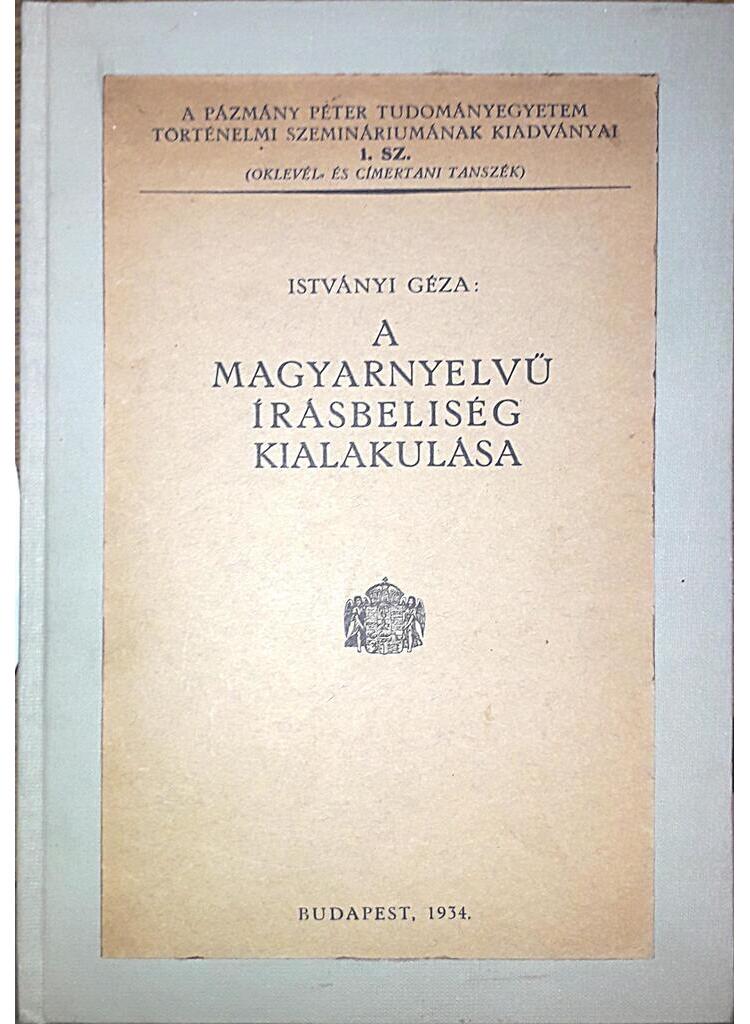 A PÁZMÁNY PÉTER TUDOMÁNYEGYETEM
TÖRTÉNELMI SZEMINÁRIUMÁNAK KIADVÁNYAI
1. SZ.
(OKLEVÉL- ÉS CÍMERTANI TANSZÉK)
ISTVÁNYI GÉZA:
A
MAGYARNYELVŰ
ÍRÁSBELISÉG
KIALAKULÁSA
BUDAPEST, 1934.